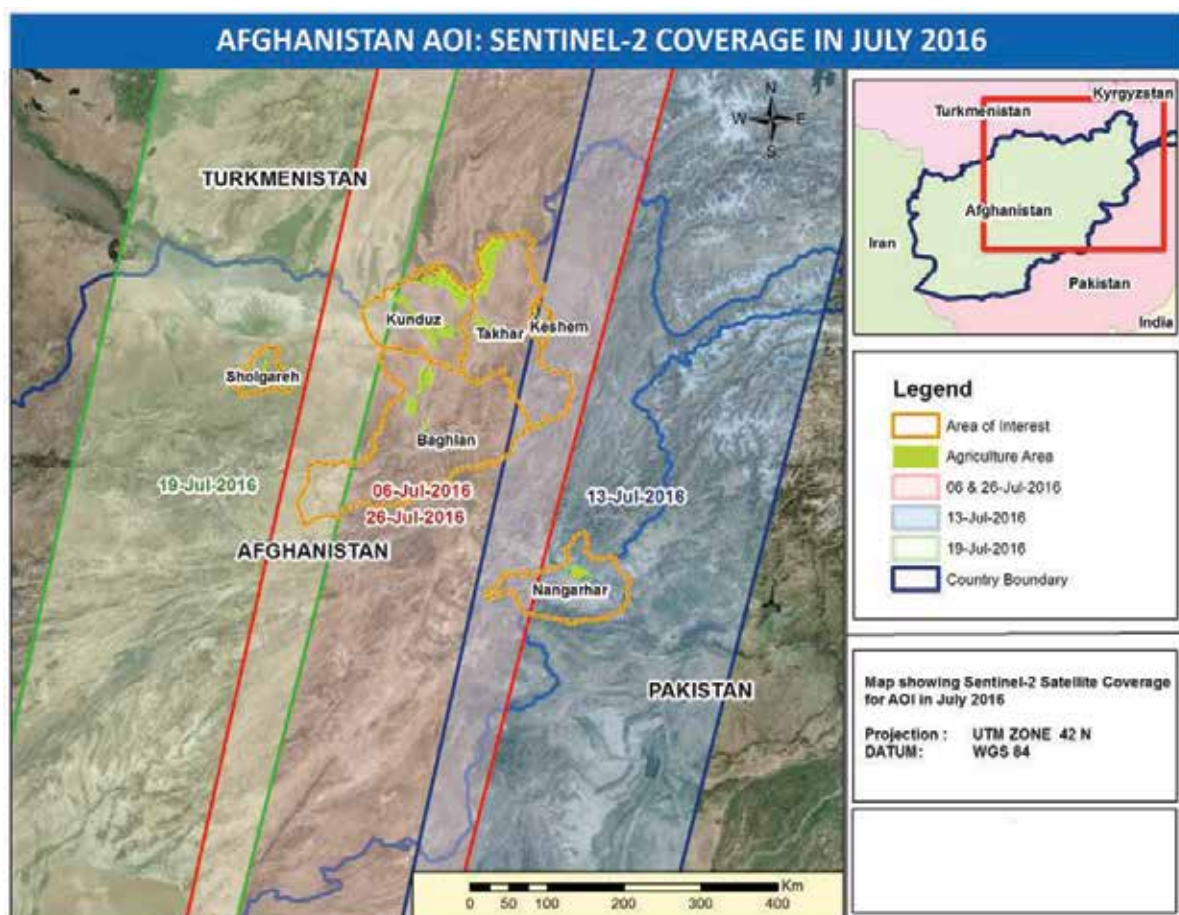 AFGHANISTAN AOI: SENTINEL-2 COVERAGE IN JULY 2016
N
W E
S
TURKMENISTAN
Kunduz
Takhar
Keshem
Sholgareh
Baghlan
19-Jul-2016
06-Jul-2016
26-Jul-2016
13-Jul-2016
AFGHANISTAN
Nangarhar
PAKISTAN
Km
0 50 100 200 300 400
Kyrgyzstan
Turkmenistan
Afghanistan
Iran
Pakistan
India
Legend
Area of Interest
Agriculture Area
06 & 26-Jul-2016
13-Jul-2016
19-Jul-2016
Country Boundary
Map showing Sentinel-2 Satellite Coverage
for AOI in July 2016
Projection : UTM ZONE 42 N
DATUM: WGS 84